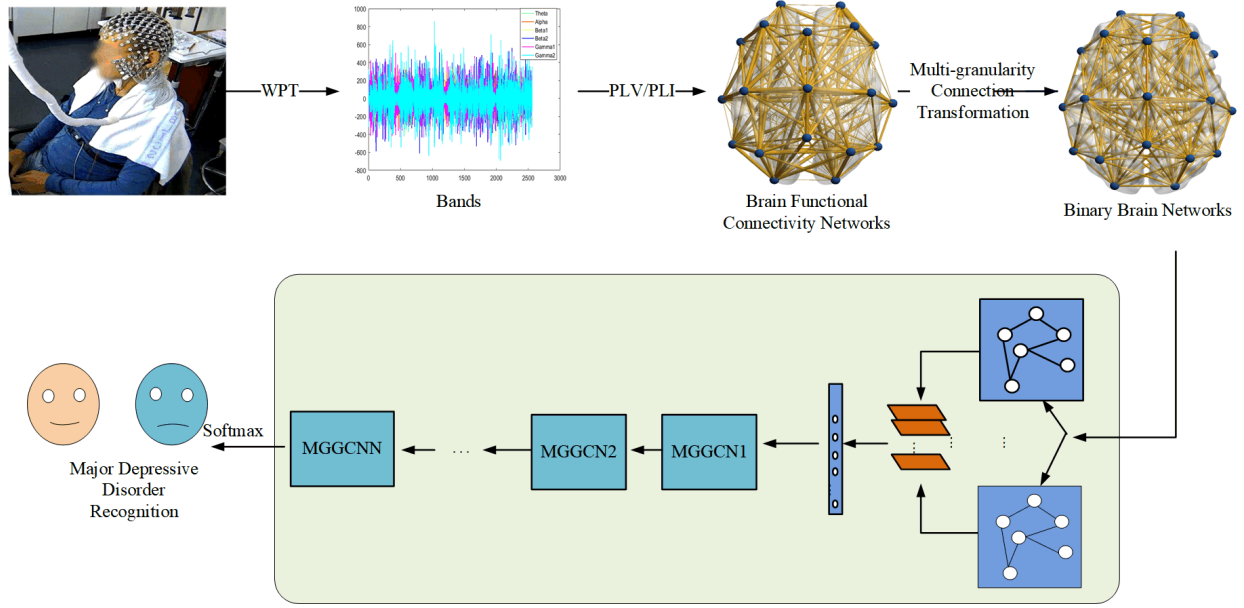 WPT
1000
800
600
400
200
0
-200
-400
-600
-800
0
500
1000
1500
2000
2500
3000
Theta
Alpha
Beta1
Beta2
Gamma1
Gamma2
Bands
PLV/PLI
Brain Functional
Connectivity Networks
Multi-granularity
Connection
Transformation
Binary Brain Networks
MGGCN1
MGGCN2
...
MGGCNN
Softmax
Major Depressive
Disorder
Recognition